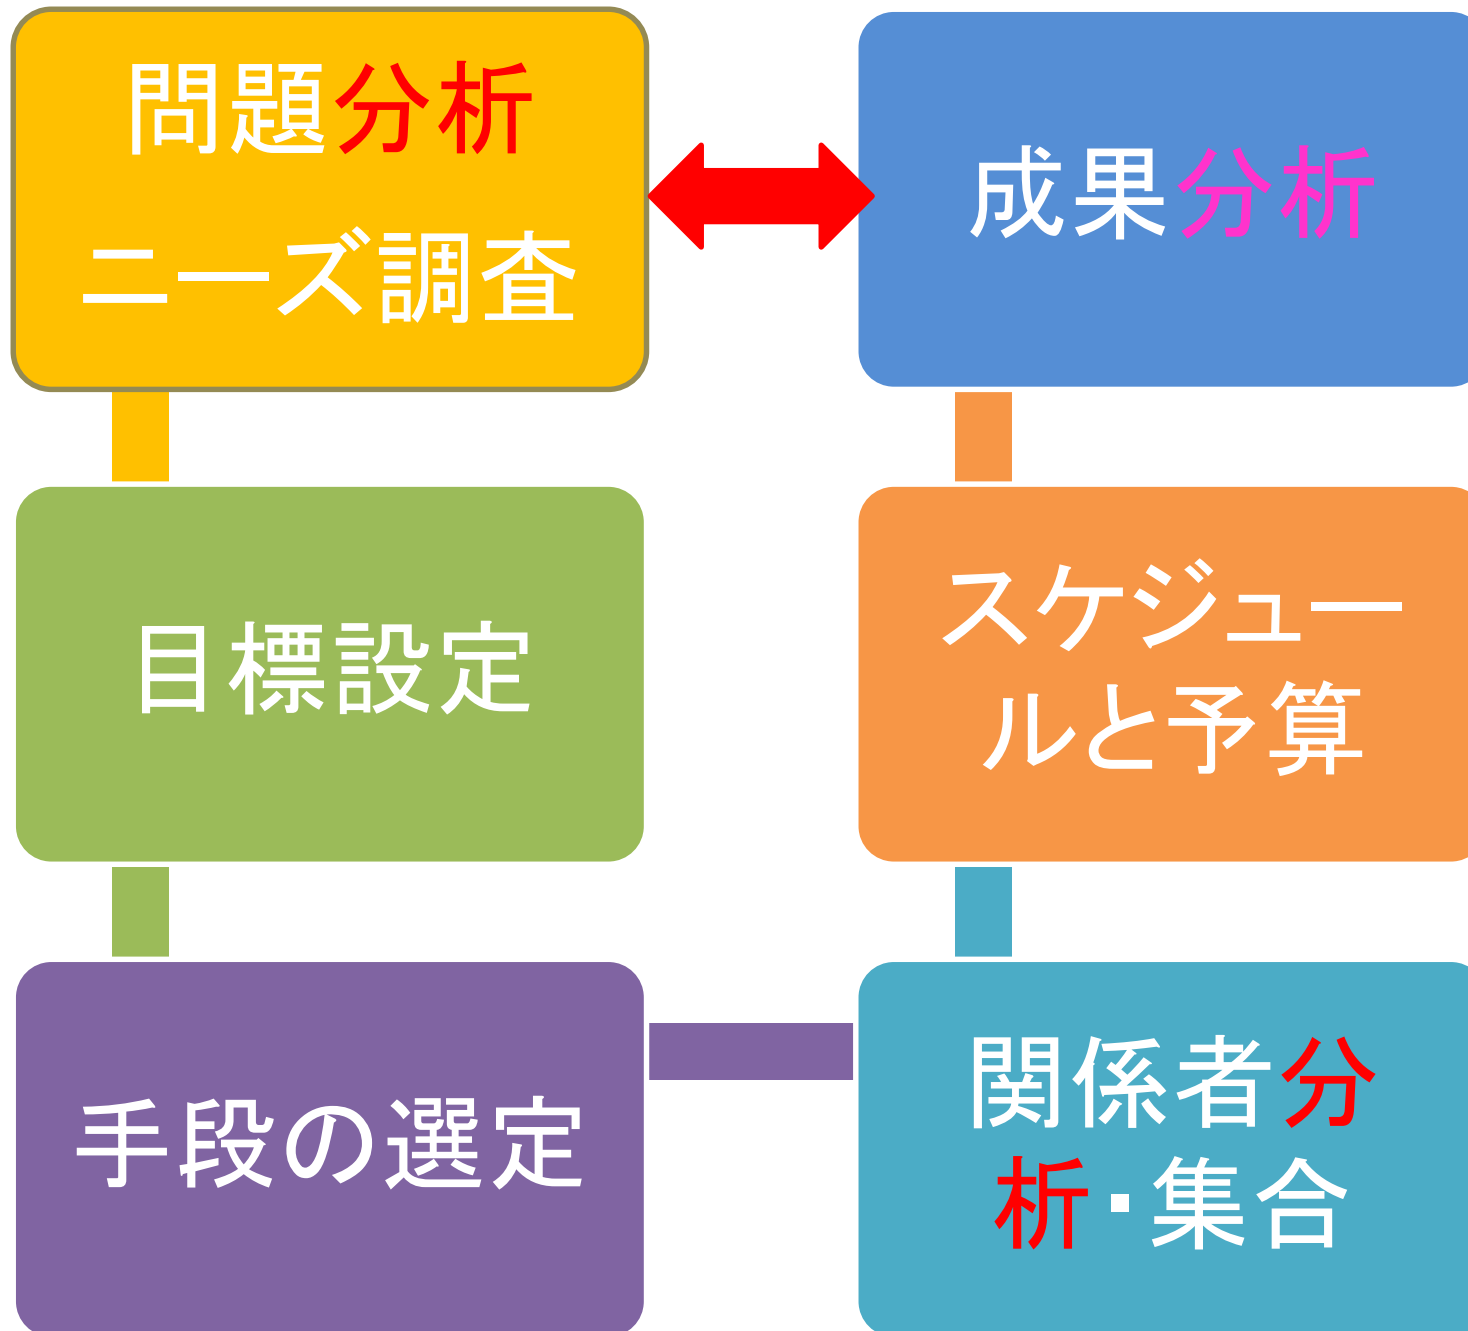 問題分析
ニーズ調査
目標設定
手段の選定
関係者分
析・集合
スケジュー
ルと予算
成果分析